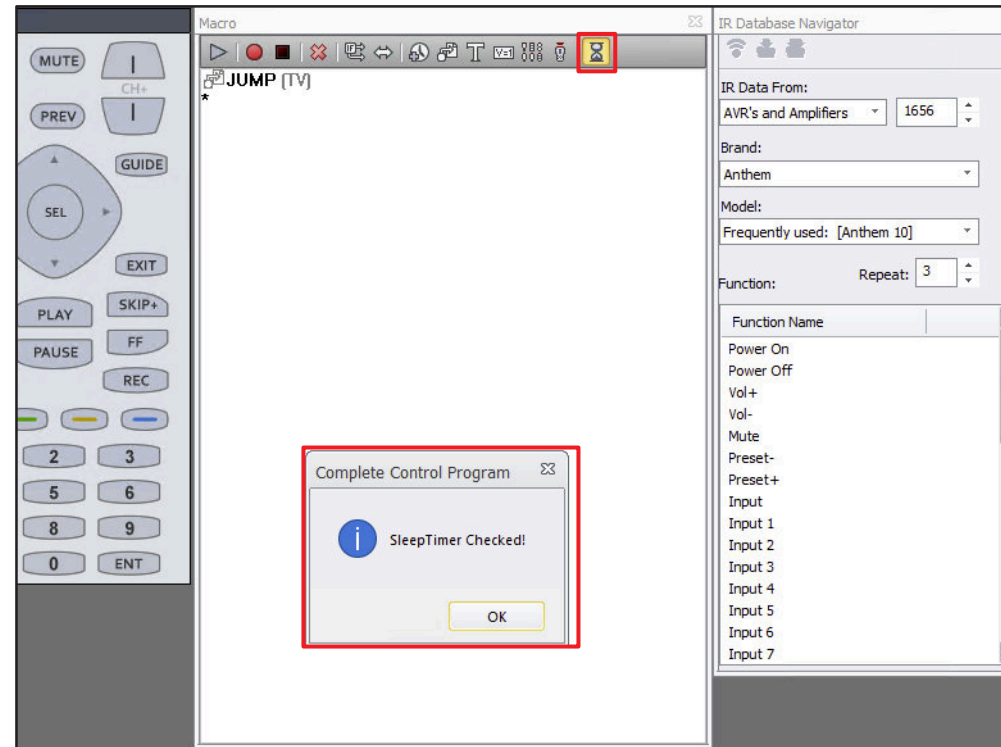 MUTE
CH+
PREV
GUIDE
SEL
EXIT
PLAY
SKIP+
PAUSE
FF
REC
2
3
5
6
8
9
0
ENT
Macro
IF
T
V=1
JUMP (TV)
*
Complete Control Program
i
SleepTimer Checked!
OK
IR Database Navigator
IR Data From:
AVR's and Amplifiers
1656
Brand:
Anthem
Model:
Frequently used: [Anthem 10]
Function:
Repeat: 3
Function Name
Power On
Power Off
Vol+
Vol-
Mute
Preset-
Preset+
Input
Input 1
Input 2
Input 3
Input 4
Input 5
Input 6
Input 7